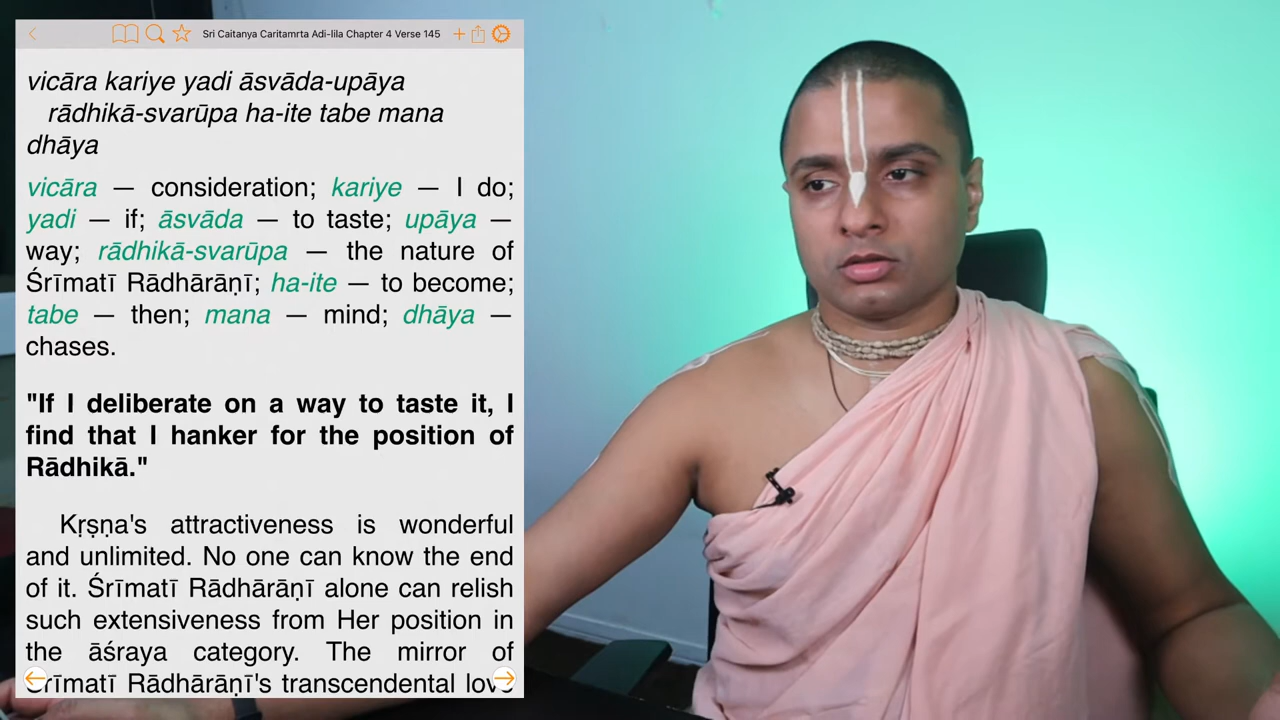 Sri Caitanya Caritamrta Adi-lila Chapter 4 Verse 145
vicāra kariye yadi āsvāda-upāya
rādhikā-svarūpa ha-ite tabe mana
dhāya
vicāra — consideration; kariye — I do;
yadi — if; āsvāda — to taste; upāya —
way; rādhikā-svarūpa — the nature of
Śrīmatī Rādhārāṇī; ha-ite — to become;
tabe — then; mana — mind; dhāya —
chases.
"If I deliberate on a way to taste it, I
find that I hanker for the position of
Rādhikā."
Kṛṣṇa's attractiveness is wonderful
and unlimited. No one can know the end
of it. Śrīmatī Rādhārāṇī alone can relish
such extensiveness from Her position in
the āśraya category. The mirror of
Śrīmatī Rādhārāṇī's transcendental love